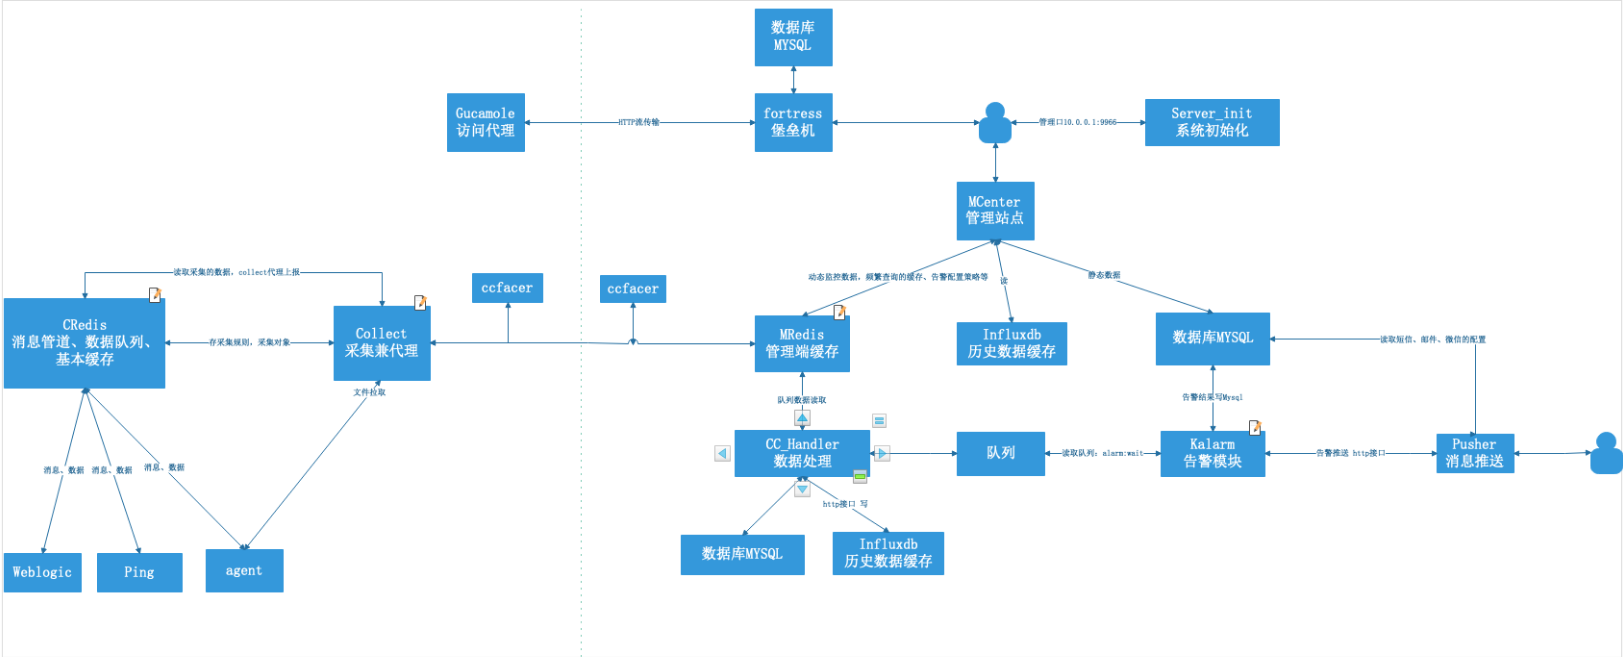 数据库
MYSQL
Gucamole
访问代理
HTTP流传输
fortress
堡垒机
管理口10.0.0.1:9966
Server_init
系统初始化
MCenter
管理站点
读取采集的数据，collect代理上报
动态监控数据，频繁查询的缓存、告警配置策略等
读
静态数据
CRedis
消息管道、数据队列、
基本缓存
存采集规则，采集对象
Collect
采集兼代理
ccfacer
ccfacer
MRedis
管理端缓存
Influxdb
历史数据缓存
数据库MYSQL
读取短信、邮件、微信的配置
文件拉取
队列数据读取
告警结果写Mysql
CC_Handler
数据处理
队列
读取队列：alarm:wait
Kalarm
告警模块
告警推送 http接口
Pusher
消息推送
消息、数据
消息、数据
消息、数据
http接口 写
Weblogic
Ping
agent
数据库MYSQL
Influxdb
历史数据缓存